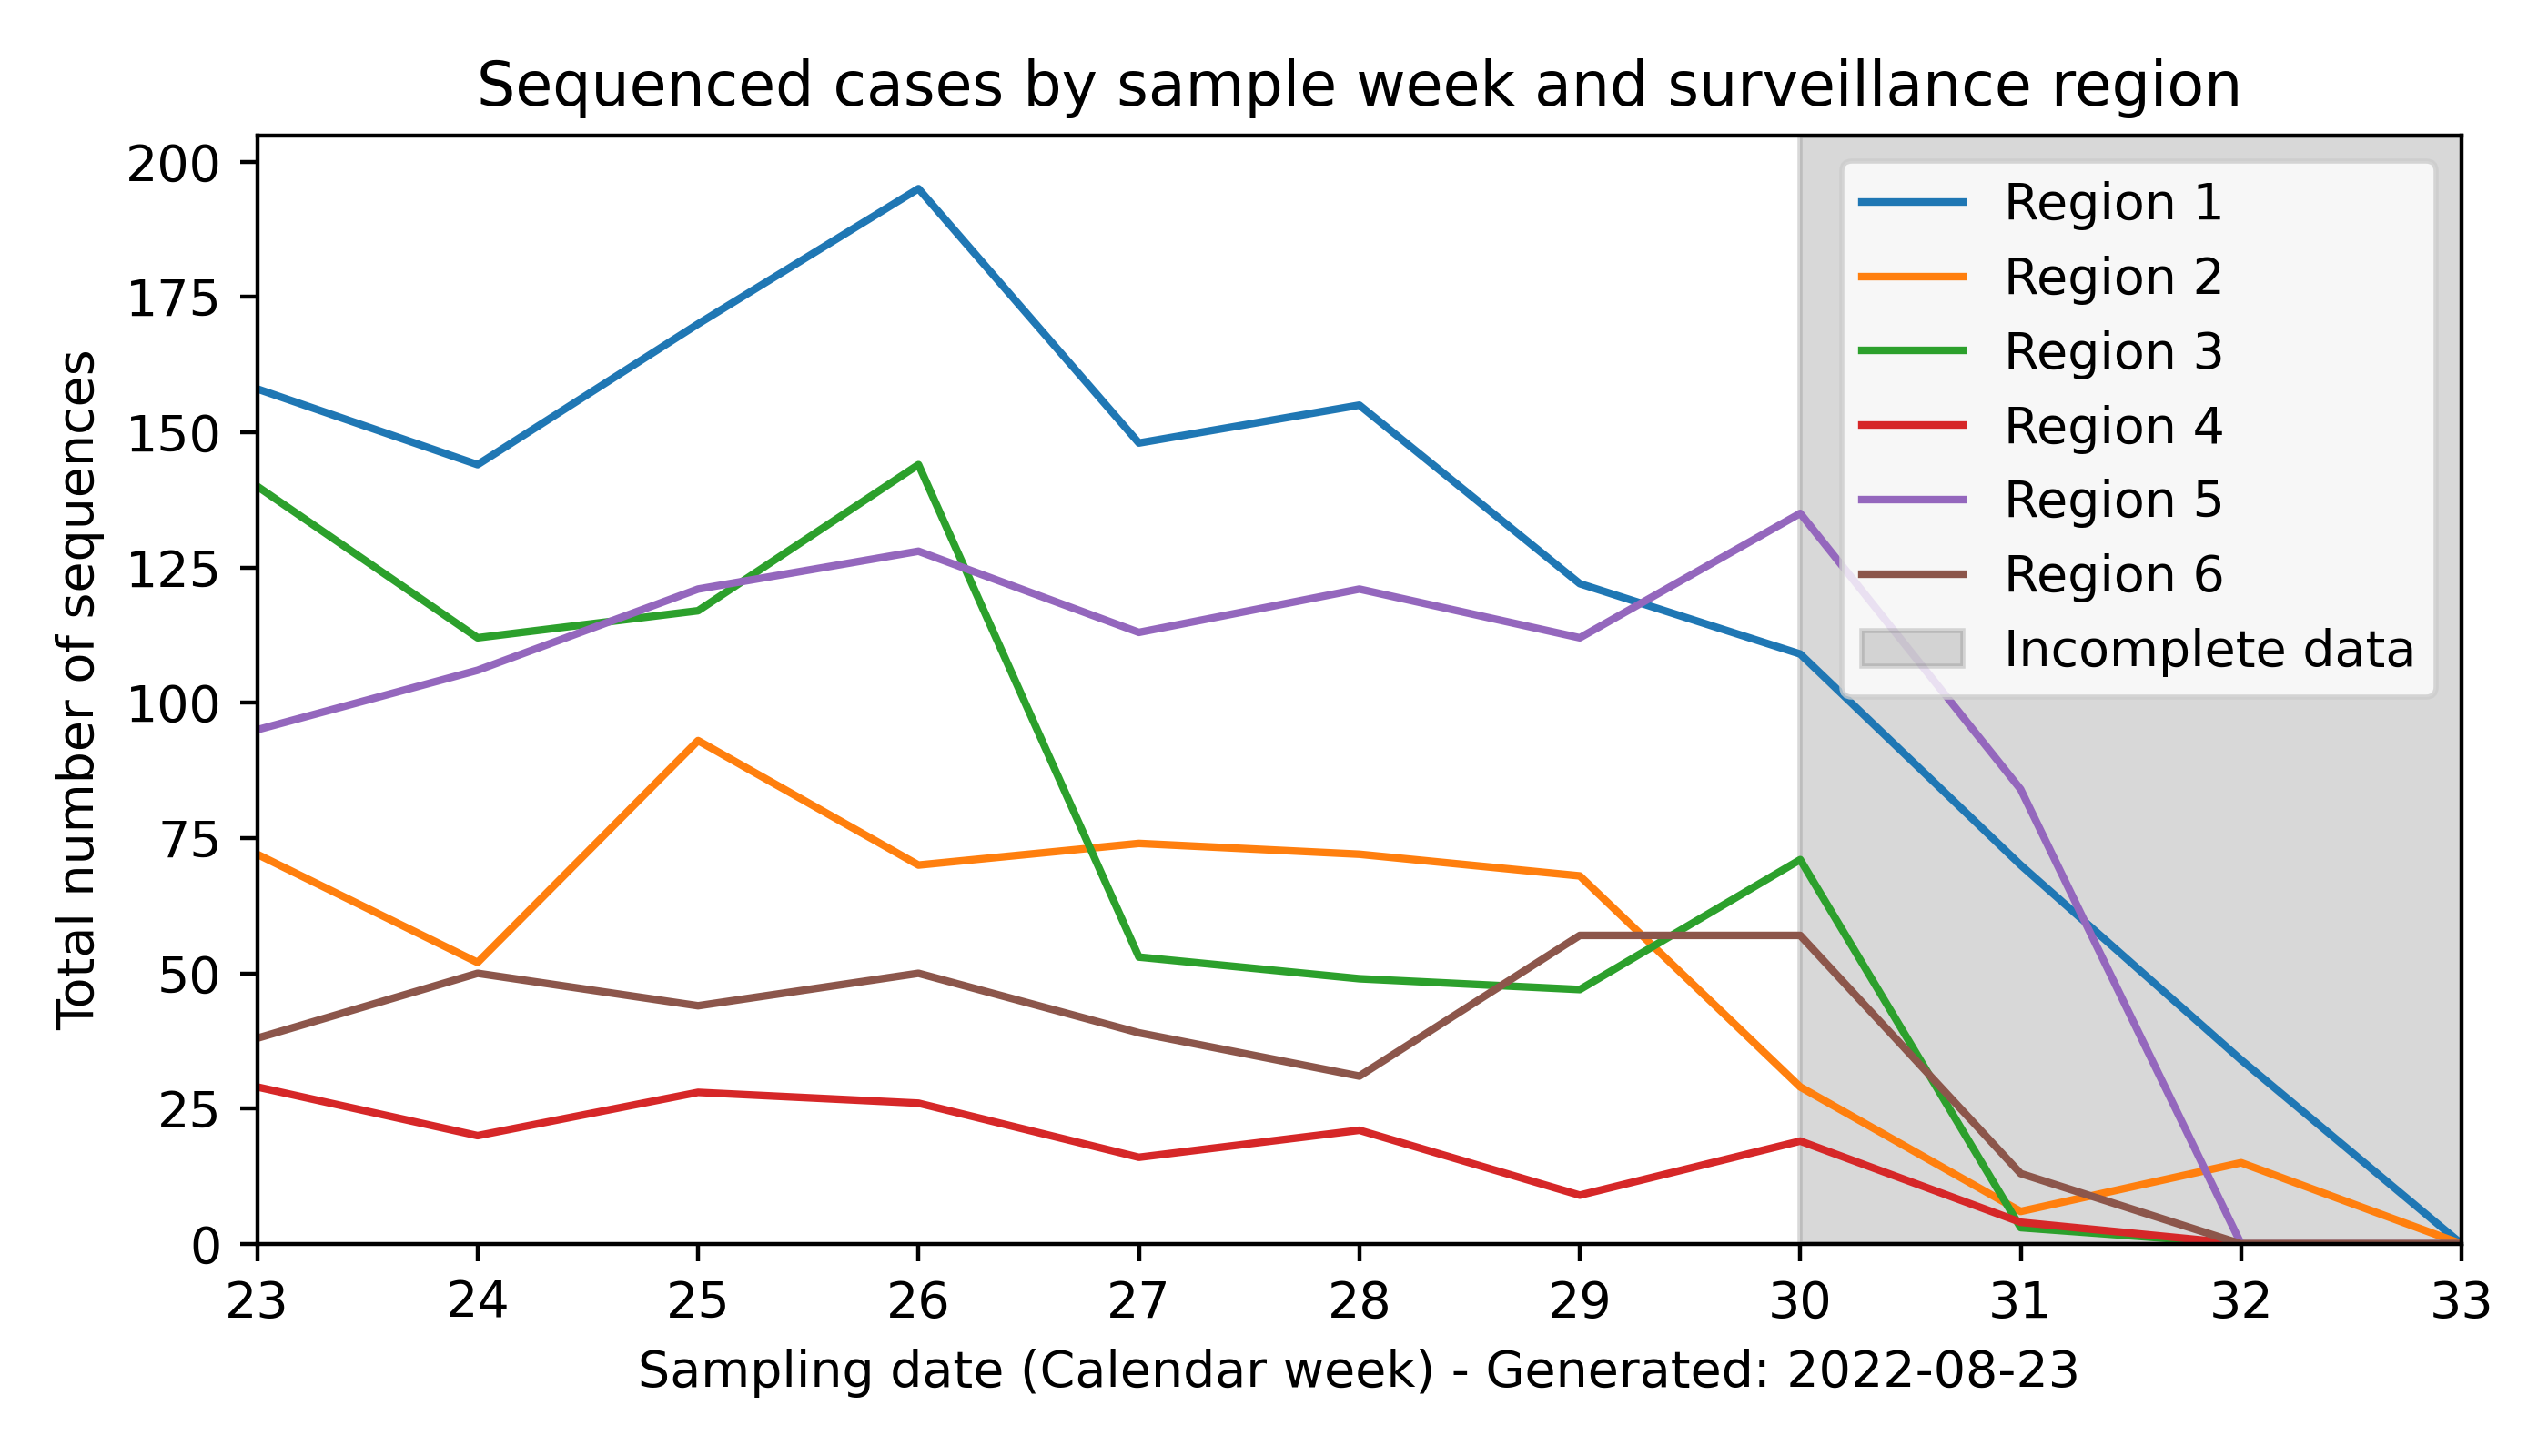 Sequenced cases by sample week and surveillance region
Total number of sequences
200
175
150
125
100
75
50
25
0
Region 1
Region 2
Region 3
Region 4
Region 5
Region 6
Incomplete data
23 24 25 26 27 28 29 30 31 32 33
Sampling date (Calendar week) - Generated: 2022-08-23